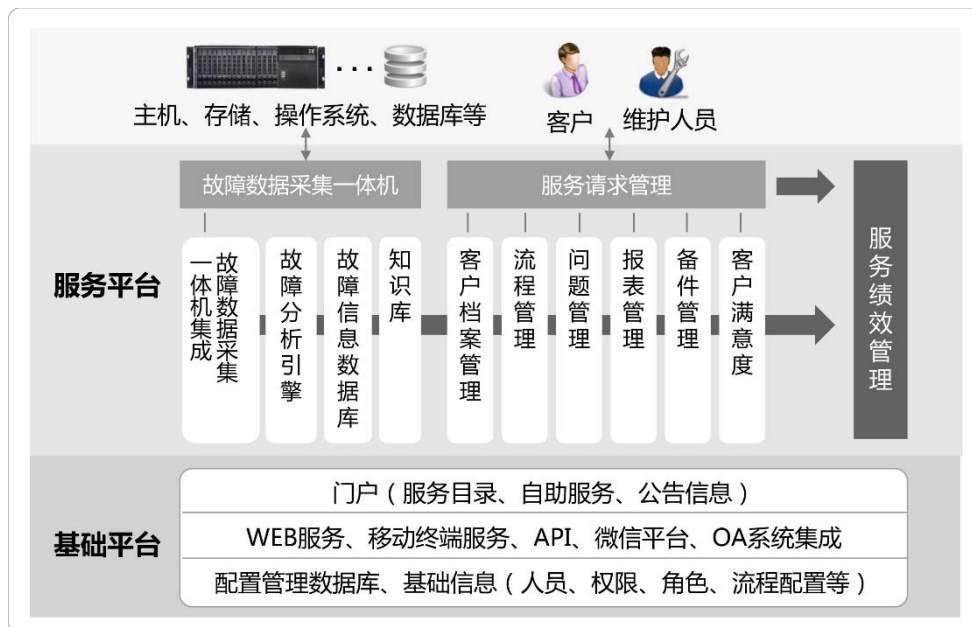 主机、存储、操作系统、数据库等
客户
维护人员
服务平台
故障数据采集一体机
服务请求管理
故障数据采集
一体机集成
故障分析引擎
故障信息数据库
知识库
客户档案管理
流程管理
问题管理
报表管理
备件管理
客户满意度
服务绩效管理
基础平台
门户（服务目录、自助服务、公告信息）
WEB服务、移动终端服务、API、微信平台、OA系统集成
配置管理数据库、基础信息（人员、权限、角色、流程配置等）